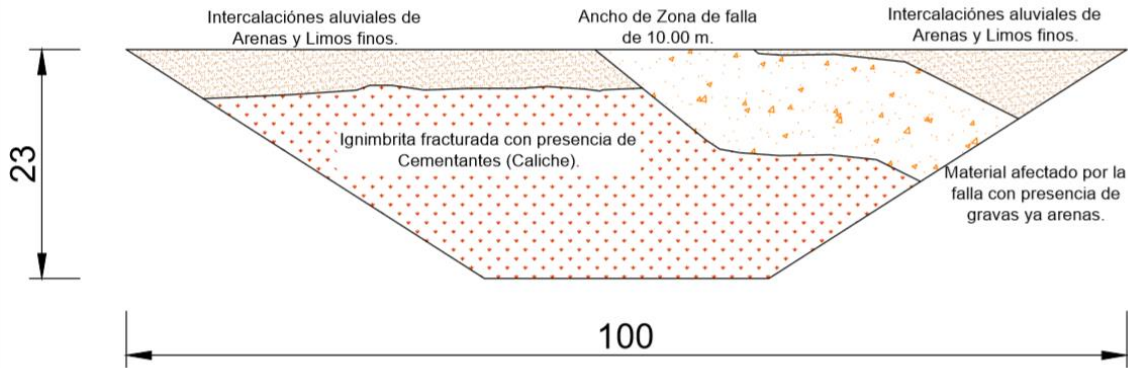 Intercalaciónes aluviales de
Arenas y Limos finos.
Ancho de Zona de falla
de 10.00 m.
Intercalaciónes aluviales de
Arenas y Limos finos.
23
Ignimbrita fracturada con presencia de
Cementantes (Caliche).
Material afectado por la
falla con presencia de
gravas ya arenas.
100